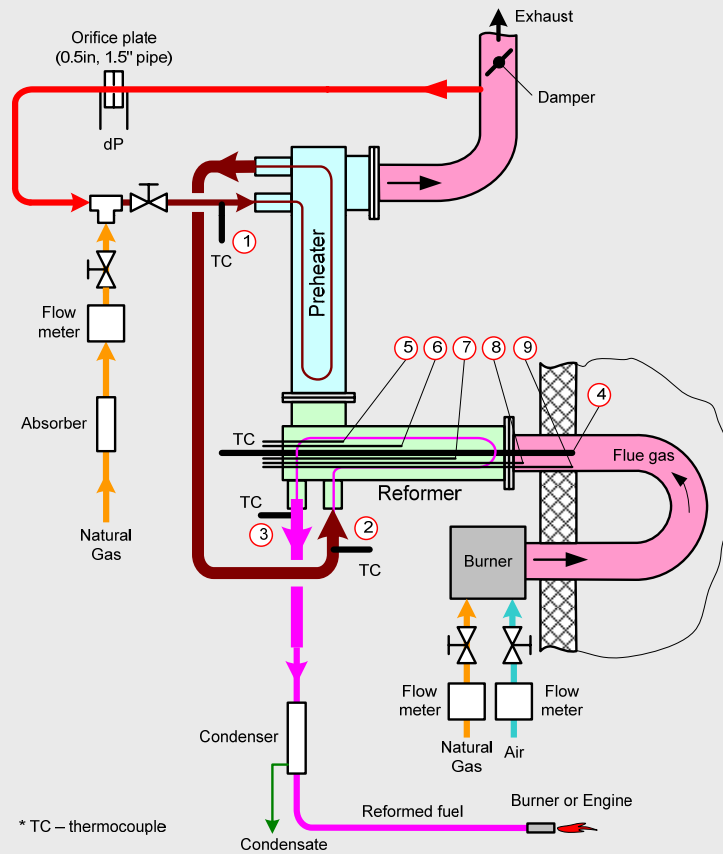 Exhaust
Orifice plate
(0.5in, 1.5" pipe)
Damper
dP
1
TC
Preheater
Flow
meter
5
6
7
8
9
4
Absorber
TC
Flue gas
Reformer
TC
3
2
Natural
Gas
TC
Burner
Flow
meter
Flow
meter
Condenser
Natural
Gas
Air
Reformed fuel
Burner or Engine
* TC – thermocouple
Condensate